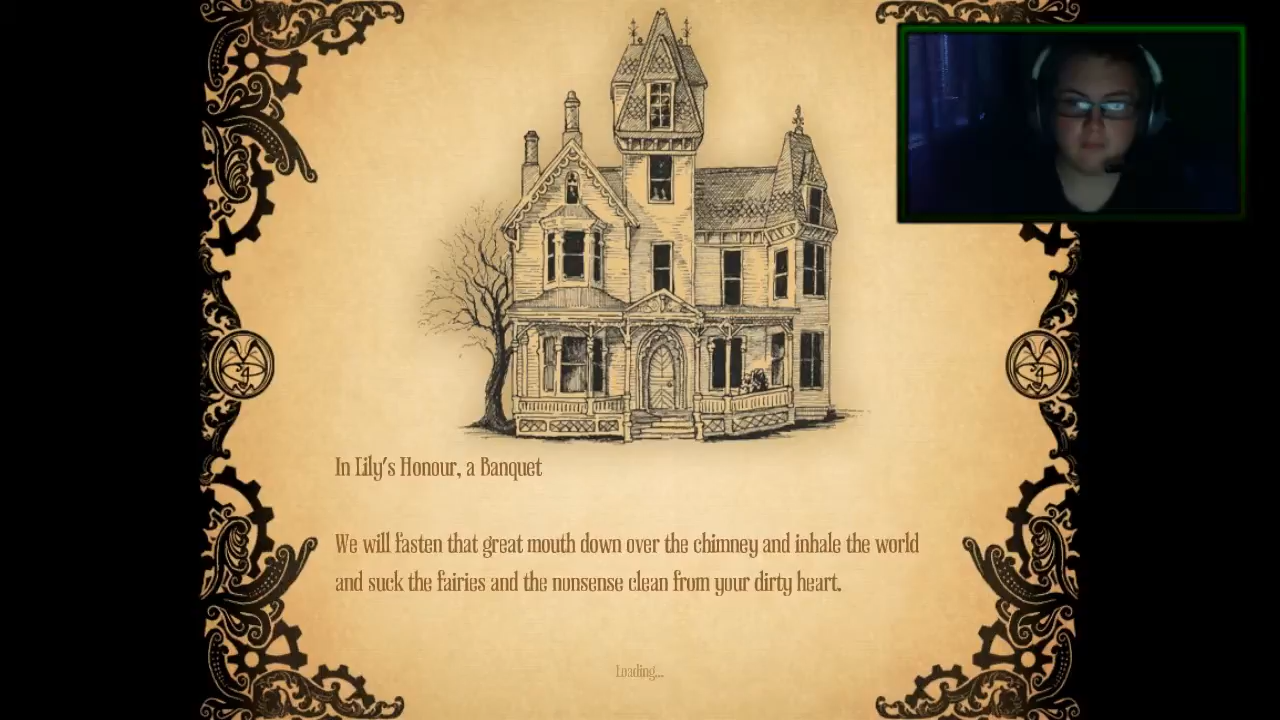 In Lily's Honour, a Banquet
We will fasten that great mouth down over the chimney and inhale the world
and suck the fairies and the nonsense clean from your dirty heart.
Loading...